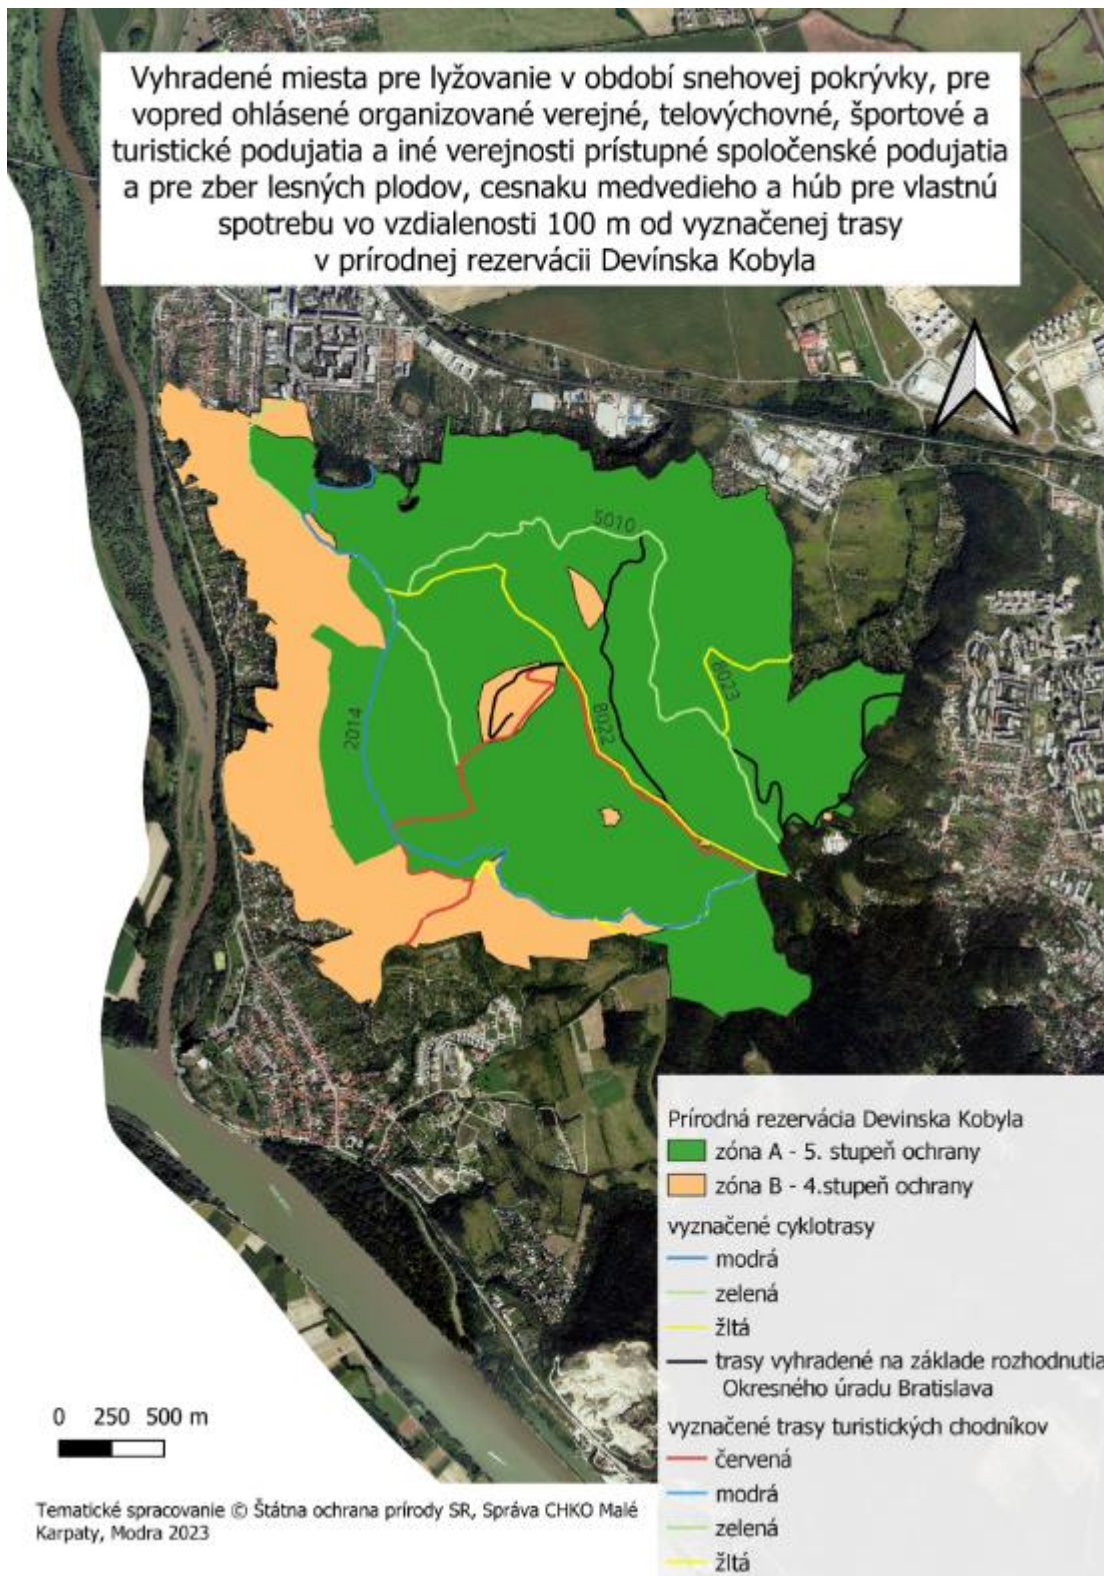 Vyhradené miesta pre lyžovanie v období snehovej pokrývky, pre
vopred ohlásené organizované verejné, telovýchovné, športové a
turistické podujatia a iné verejnosti prístupné spoločenské podujatia
a pre zber lesných plodov, cesnaku medvedieho a húb pre vlastnú
spotrebu vo vzdialenosti 100 m od vyznačenej trasy
v prírodnej rezervácii Devínska Kobyla
5010
8023
8022
2014
Prírodná rezervácia Devinska Kobyla
zóna A - 5. stupeň ochrany
zóna B - 4.stupeň ochrany
vyznačené cyklotrasy
modrá
zelená
žltá
trasy vyhradené na základe rozhodnutia
Okresného úradu Bratislava
vyznačené trasy turistických chodníkov
červená
modrá
zelená
žltá
0 250 500 m
Tematické spracovanie © Štátna ochrana prírody SR, Správa CHKO Malé
Karpaty, Modra 2023